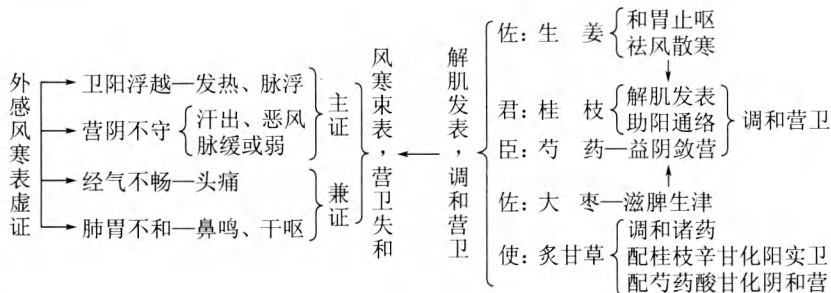 外感风寒表虚证
卫阳浮越—发热、脉浮
营阴不守
汗出、恶风
脉缓或弱
经气不畅—头痛
肺胃不和—鼻鸣、干呕
主证
兼证
风寒束表，营卫失和
解肌发表，调和营卫
佐：生 姜
和胃止呕
祛风散寒
君：桂 枝
解肌发表
助阳通络
臣：芍 药—益阴敛营
调和营卫
佐：大 枣—滋脾生津
使：炙甘草
调和诸药
配桂枝辛甘化阳实卫
配芍药酸甘化阴和营